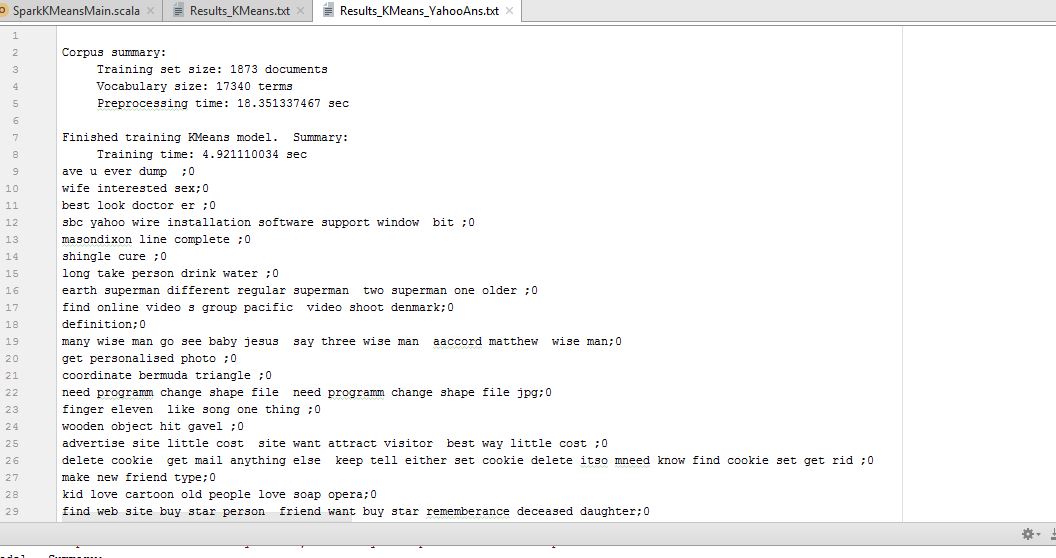 SparkKMeansMain.scala Results_KMeans.txt Results_KMeans_YahooAns.txt
1
2 Corpus summary:
3 Training set size: 1873 documents
4 Vocabulary size: 17340 terms
5 Preprocessing time: 18.351337467 sec
6
7 Finished training KMeans model.  Summary:
8 Training time: 4.921110034 sec
9 ave u ever dump  ;0
10 wife interested sex;0
11 best look doctor er ;0
12 sbc yahoo wire installation software support window  bit ;0
13 masondixon line complete ;0
14 shingle cure ;0
15 long take person drink water ;0
16 earth superman different regular superman  two superman one older ;0
17 find online video s group pacific  video shoot denmark;0
18 definition;0
19 many wise man go see baby jesus  say three wise man  aaccord matthew  wise man;0
20 get personalised photo ;0
21 coordinate bermuda triangle ;0
22 need programm change shape file  need programm change shape file jpg;0
23 finger eleven  like song one thing ;0
24 wooden object hit gavel ;0
25 advertise site little cost  site want attract visitor  best way little cost ;0
26 delete cookie  get mail anything else  keep tell either set cookie delete itso mneed know find cookie set get rid ;0
27 make new friend type;0
28 kid love cartoon old people love soap opera;0
29 find web site buy star person  friend want buy star rememberance deceased daughter;0